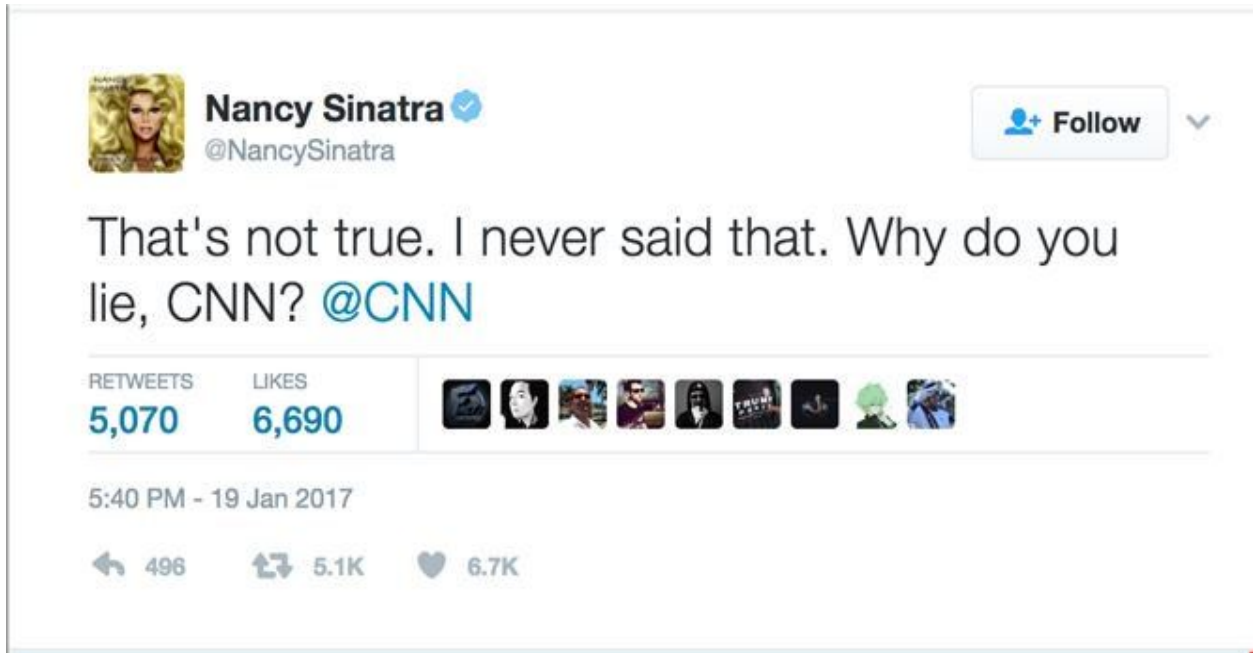 Nancy Sinatra
@NancySinatra
Follow
That's not true. I never said that. Why do you
lie, CNN? @CNN
RETWEETS LIKES
5,070 6,690
TRUMP
5:40 PM - 19 Jan 2017
496 5.1K 6.7K